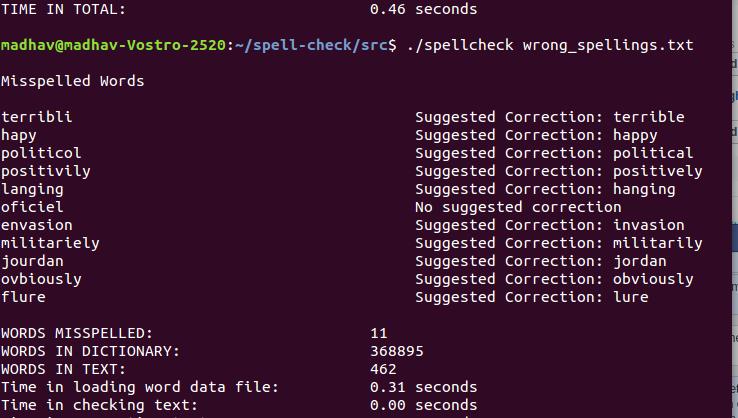 TIME IN TOTAL: 0.46 seconds
madhav@madhav-Vostro-2520:~/spell-check/src$ ./spellcheck wrong_spellings.txt
Misspelled Words
terribli Suggested Correction: terrible
hapy Suggested Correction: happy
politicol Suggested Correction: political
positivily Suggested Correction: positively
langing Suggested Correction: hanging
oficiel No suggested correction
envasion Suggested Correction: invasion
militariely Suggested Correction: militarily
jourdan Suggested Correction: jordan
ovbiously Suggested Correction: obviously
flure Suggested Correction: lure
WORDS MISSPELLED: 11
WORDS IN DICTIONARY: 368895
WORDS IN TEXT: 462
Time in loading word data file: 0.31 seconds
Time in checking text: 0.00 seconds